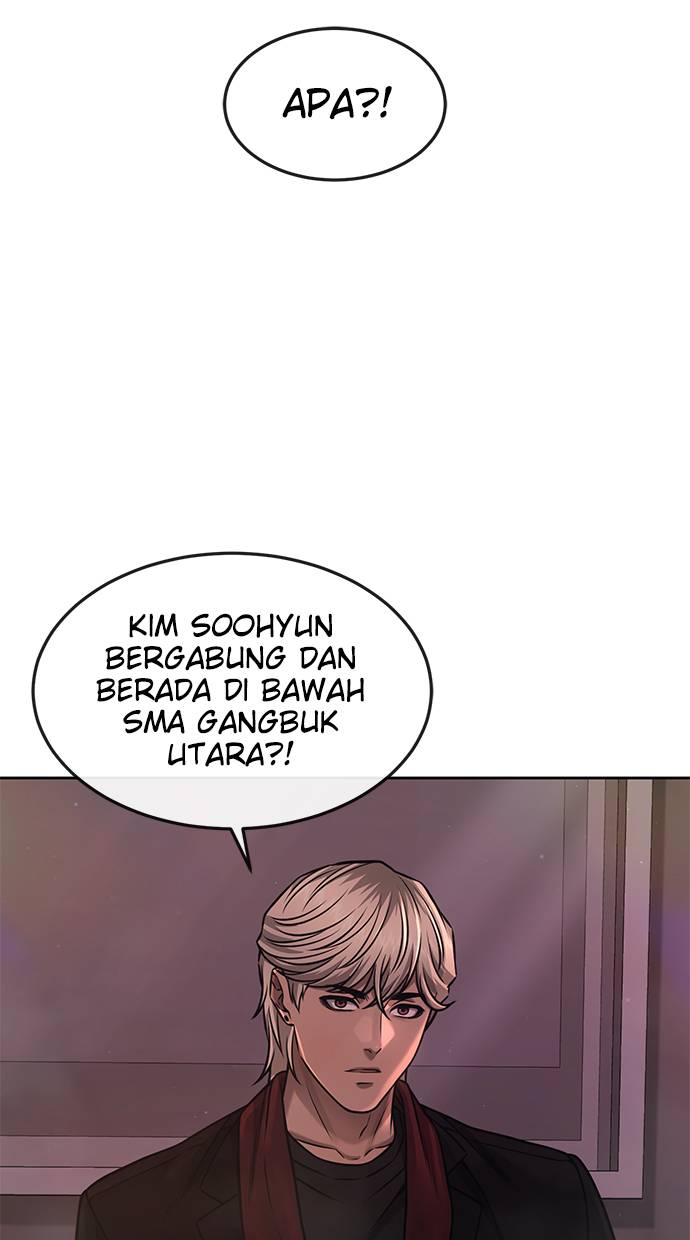 APA?!
KIM SOOHYUN
BERGABUNG DAN
BERADA DI BAWAH
SMA GANGBUK
UTARA?!